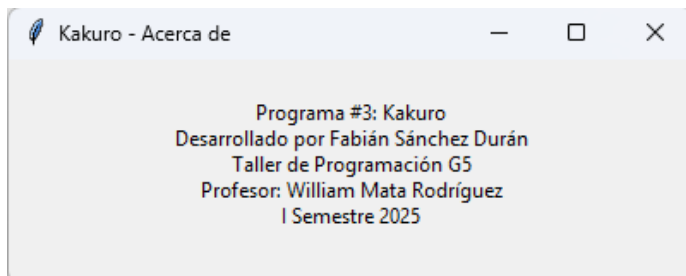 Kakuro - Acerca de
Programa #3: Kakuro
Desarrollado por Fabián Sánchez Durán
Taller de Programación G5
Profesor: William Mata Rodríguez
I Semestre 2025